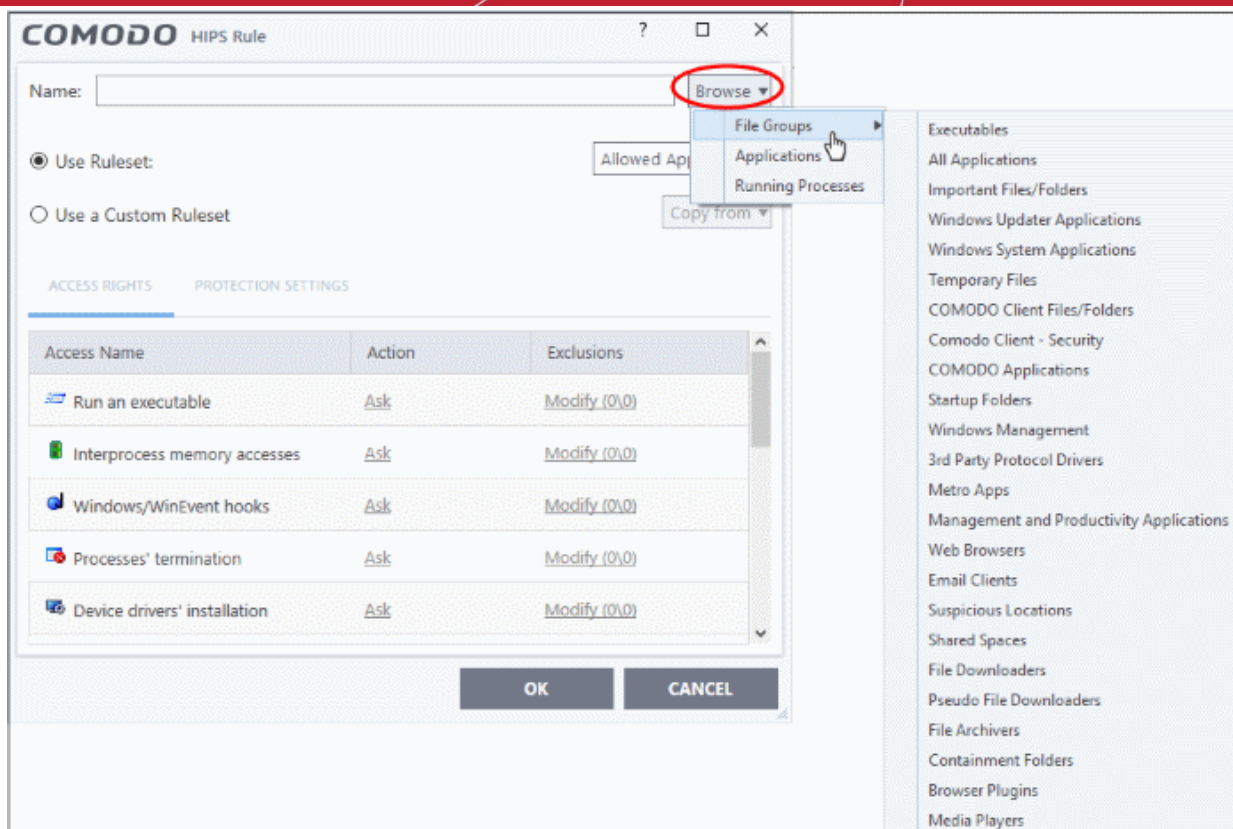 COMODO HIPS Rule ?
Name: Browse
File Groups
Applications
Running Processes
Use Ruleset: Allowed App
Use a Custom Ruleset Copy from
ACCESS RIGHTS PROTECTION SETTINGS
Access Name Action Exclusions
Run an executable Ask Modify (0\0)
Interprocess memory accesses Ask Modify (0\0)
Windows/WinEvent hooks Ask Modify (0\0)
Processes' termination Ask Modify (0\0)
Device drivers' installation Ask Modify (0\0)
OK CANCEL
Executables
All Applications
Important Files/Folders
Windows Updater Applications
Windows System Applications
Temporary Files
COMODO Client Files/Folders
Comodo Client - Security
COMODO Applications
Startup Folders
Windows Management
3rd Party Protocol Drivers
Metro Apps
Management and Productivity Applications
Web Browsers
Email Clients
Suspicious Locations
Shared Spaces
File Downloaders
Pseudo File Downloaders
File Archivers
Containment Folders
Browser Plugins
Media Players